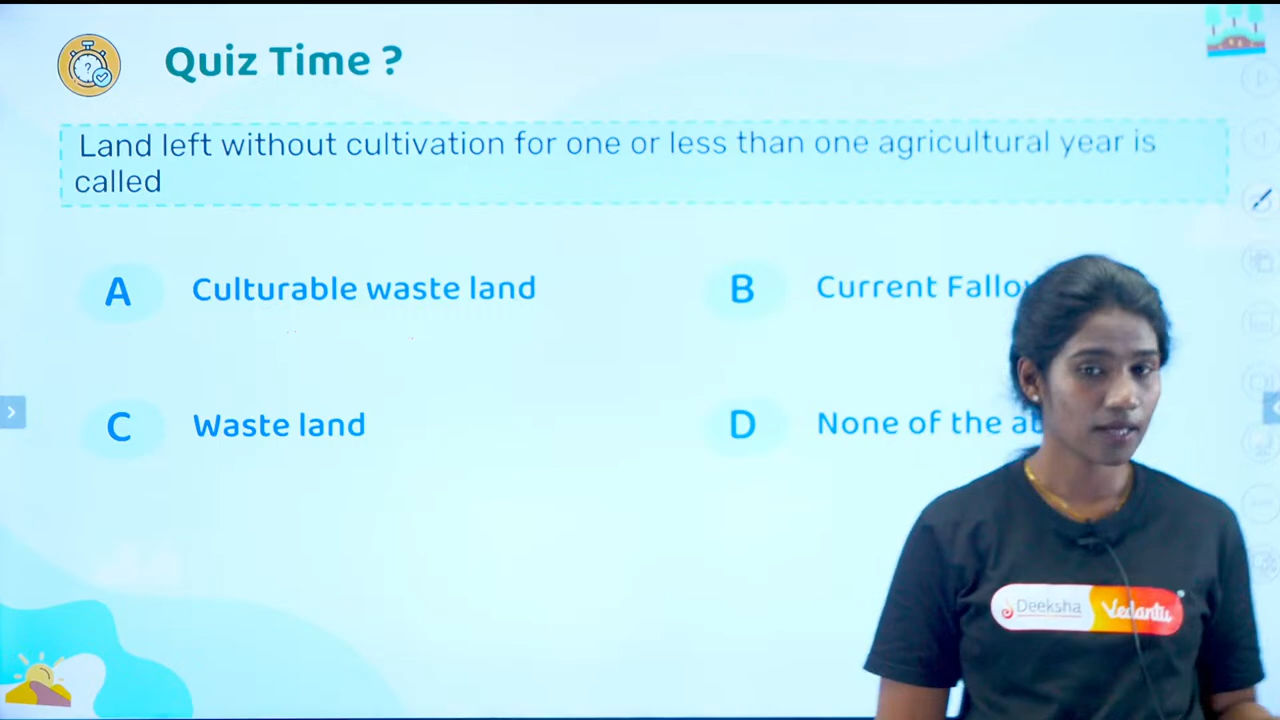 Quiz Time ?
Land left without cultivation for one or less than one agricultural year is
called
A Culturable waste land
B Current
C Waste land
D None of the
Deeksha Vedantu